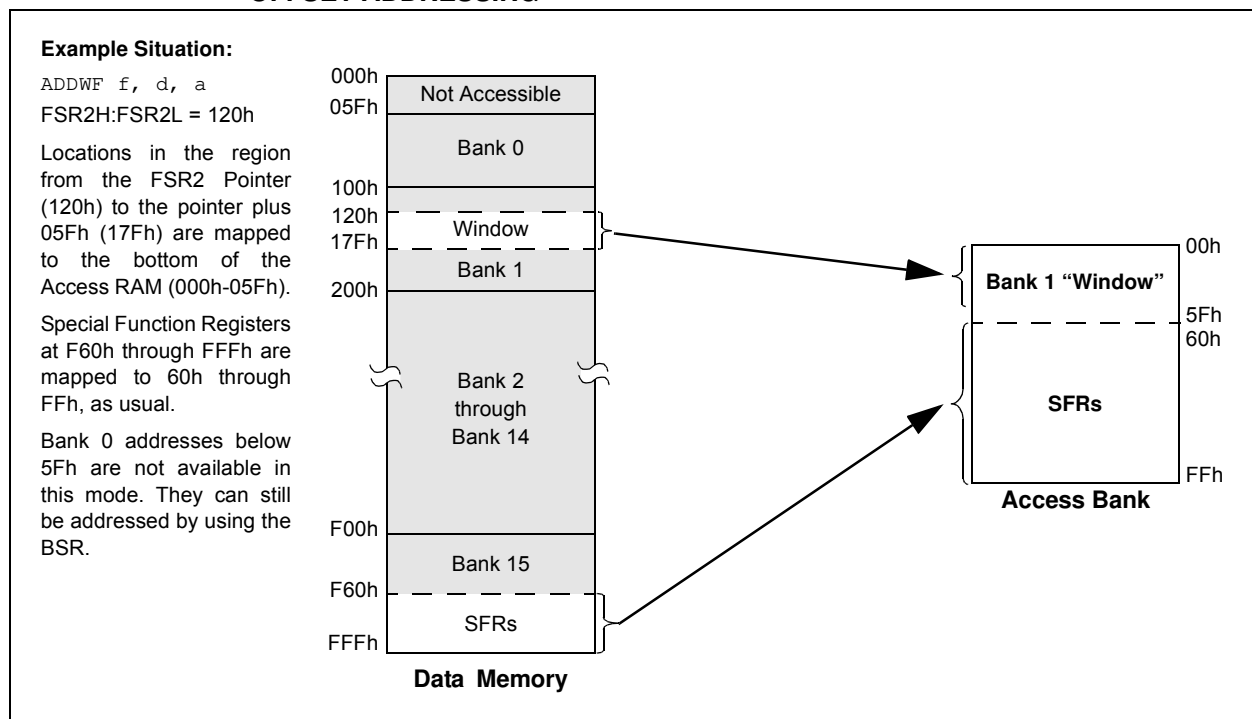 Example Situation:
ADDWF f, d, a
FSR2H:FSR2L = 120h
Locations in the region
from the FSR2 Pointer
(120h) to the pointer plus
05Fh (17Fh) are mapped
to the bottom of the
Access RAM (000h-05Fh).
Special Function Registers
at F60h through FFFh are
mapped to 60h through
FFh, as usual.
Bank 0 addresses below
5Fh are not available in
this mode. They can still
be addressed by using the
BSR.
000h
Not Accessible
05Fh
Bank 0
100h
120h
Window
17Fh
Bank 1
200h
Bank 2
through
Bank 14
F00h
Bank 15
F60h
SFRs
FFFh
Data Memory
00h
Bank 1 “Window”
5Fh
60h
SFRs
FFh
Access Bank